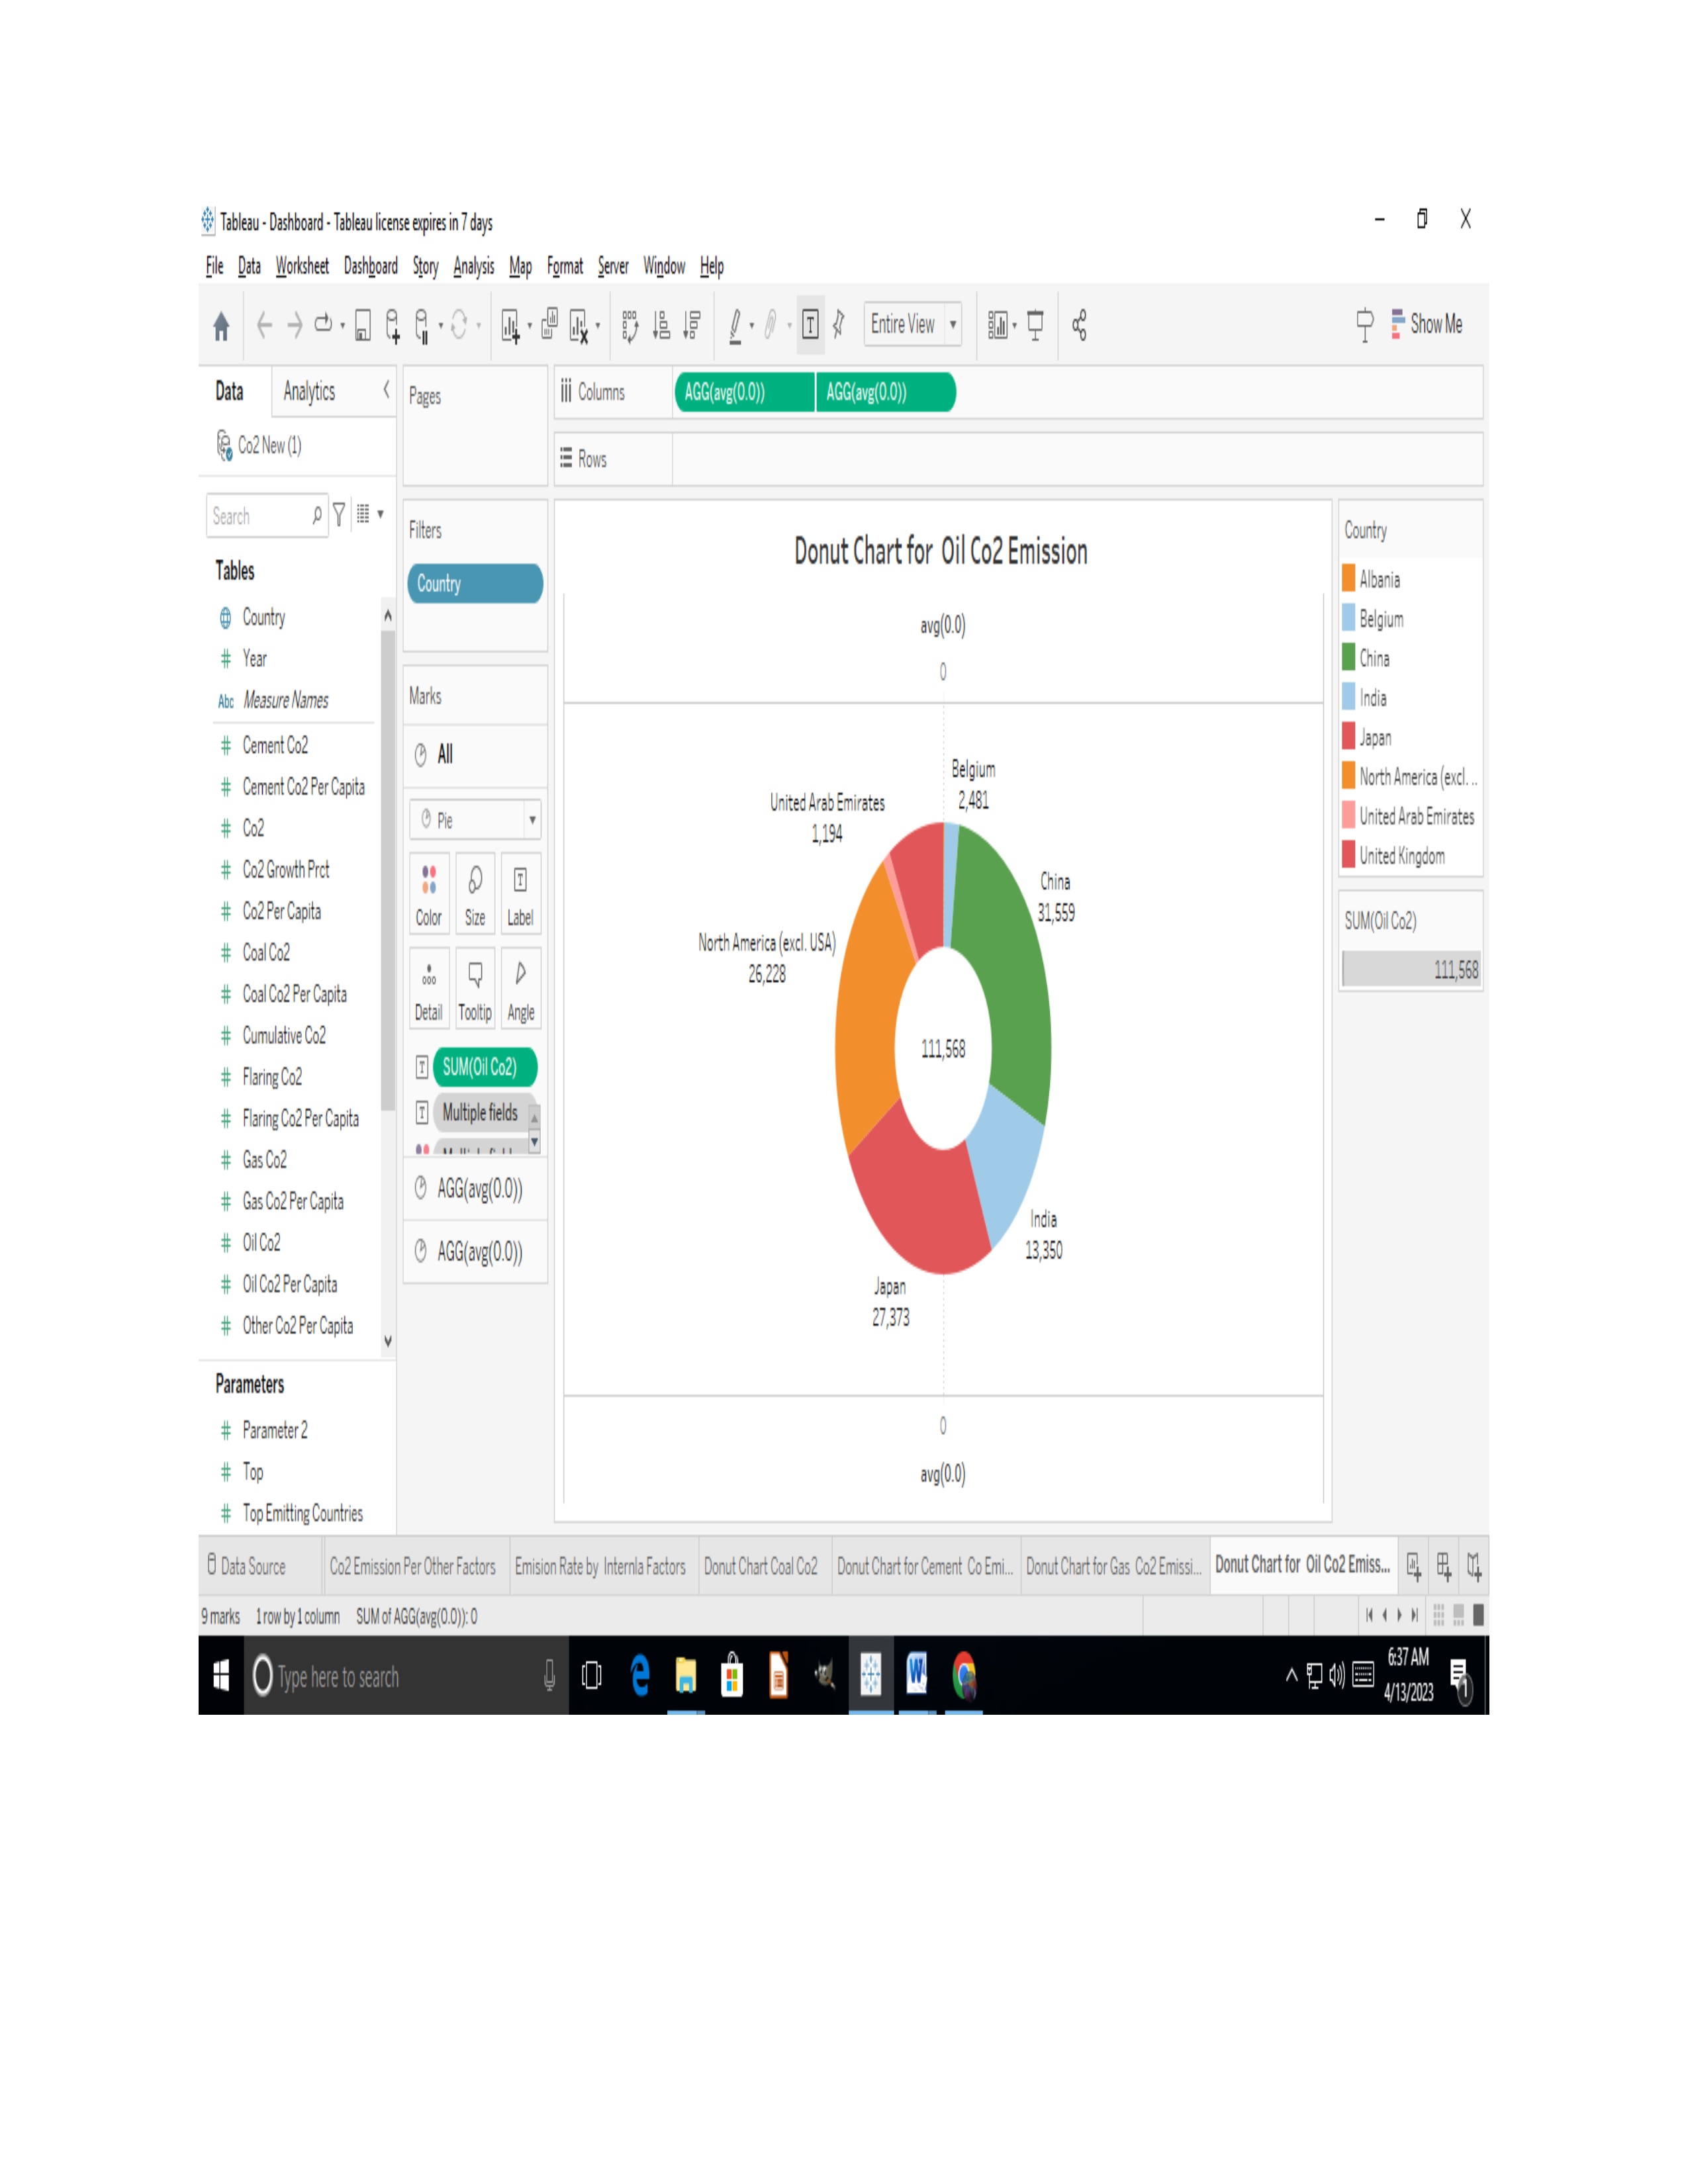 Tableau - Dashboard - Tableau license expires in 7 days
File Data Worksheet Dashboard Story Analysis Map Format Server Window Help
Entire View
Show Me
Data
Analytics
Co2 New (1)
Search
Tables
Country
Year
Abc Measure Names
Cement Co2
Cement Co2 Per Capita
Co2
Co2 Growth Prct
Co2 Per Capita
Coal Co2
Coal Co2 Per Capita
Cumulative Co2
Flaring Co2
Flaring Co2 Per Capita
Gas Co2
Gas Co2 Per Capita
Oil Co2
Oil Co2 Per Capita
Other Co2 Per Capita
Parameters
Parameter 2
Top
Top Emitting Countries
Pages
Filters
Country
Marks
All
Pie
Color Size Label
Detail Tooltip Angle
SUM(Oil Co2)
Multiple fields
AGG(avg(0.0))
AGG(avg(0.0))
Columns AGG(avg(0.0)) AGG(avg(0.0))
Rows
Donut Chart for Oil Co2 Emission
avg(0.0)
0
Belgium
2,481
United Arab Emirates
1,194
China
31,559
North America (excl. USA)
26,228
111,568
India
13,350
Japan
27,373
0
avg(0.0)
Country
Albania
Belgium
China
India
Japan
North America (excl. ..
United Arab Emirates
United Kingdom
SUM(Oil Co2)
111,568
Data Source Co2 Emission Per Other Factors Emision Rate by Internla Factors Donut Chart Coal Co2 Donut Chart for Cement Co Emi... Donut Chart for Gas Co2 Emissi... Donut Chart for Oil Co2 Emiss...
9 marks 1 row by 1 column SUM of AGG(avg(0.0)): 0
Type here to search
6:37 AM
4/13/2023
1